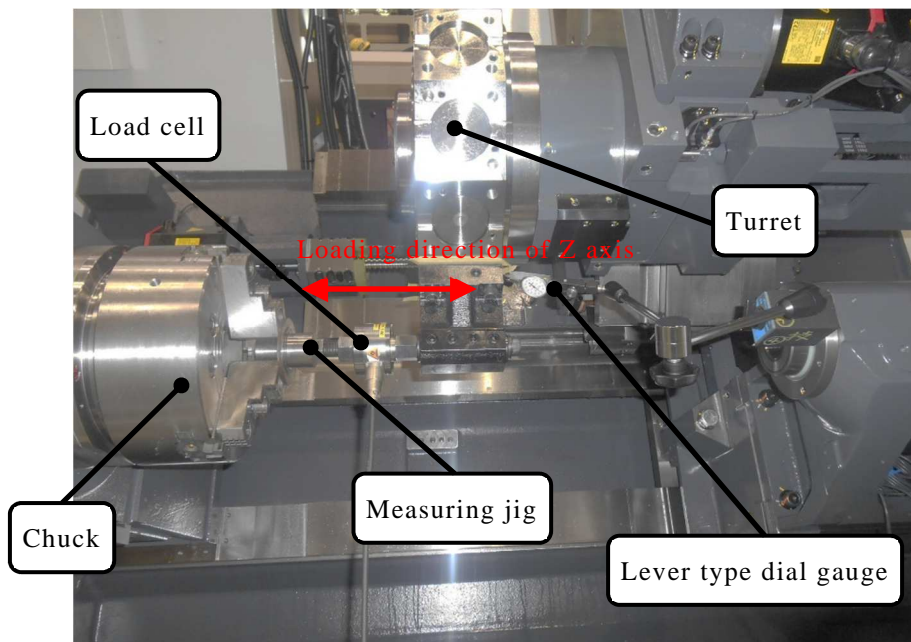 Load cell
Turret
Loading direction of Z axis
Measuring jig
Chuck
Lever type dial gauge